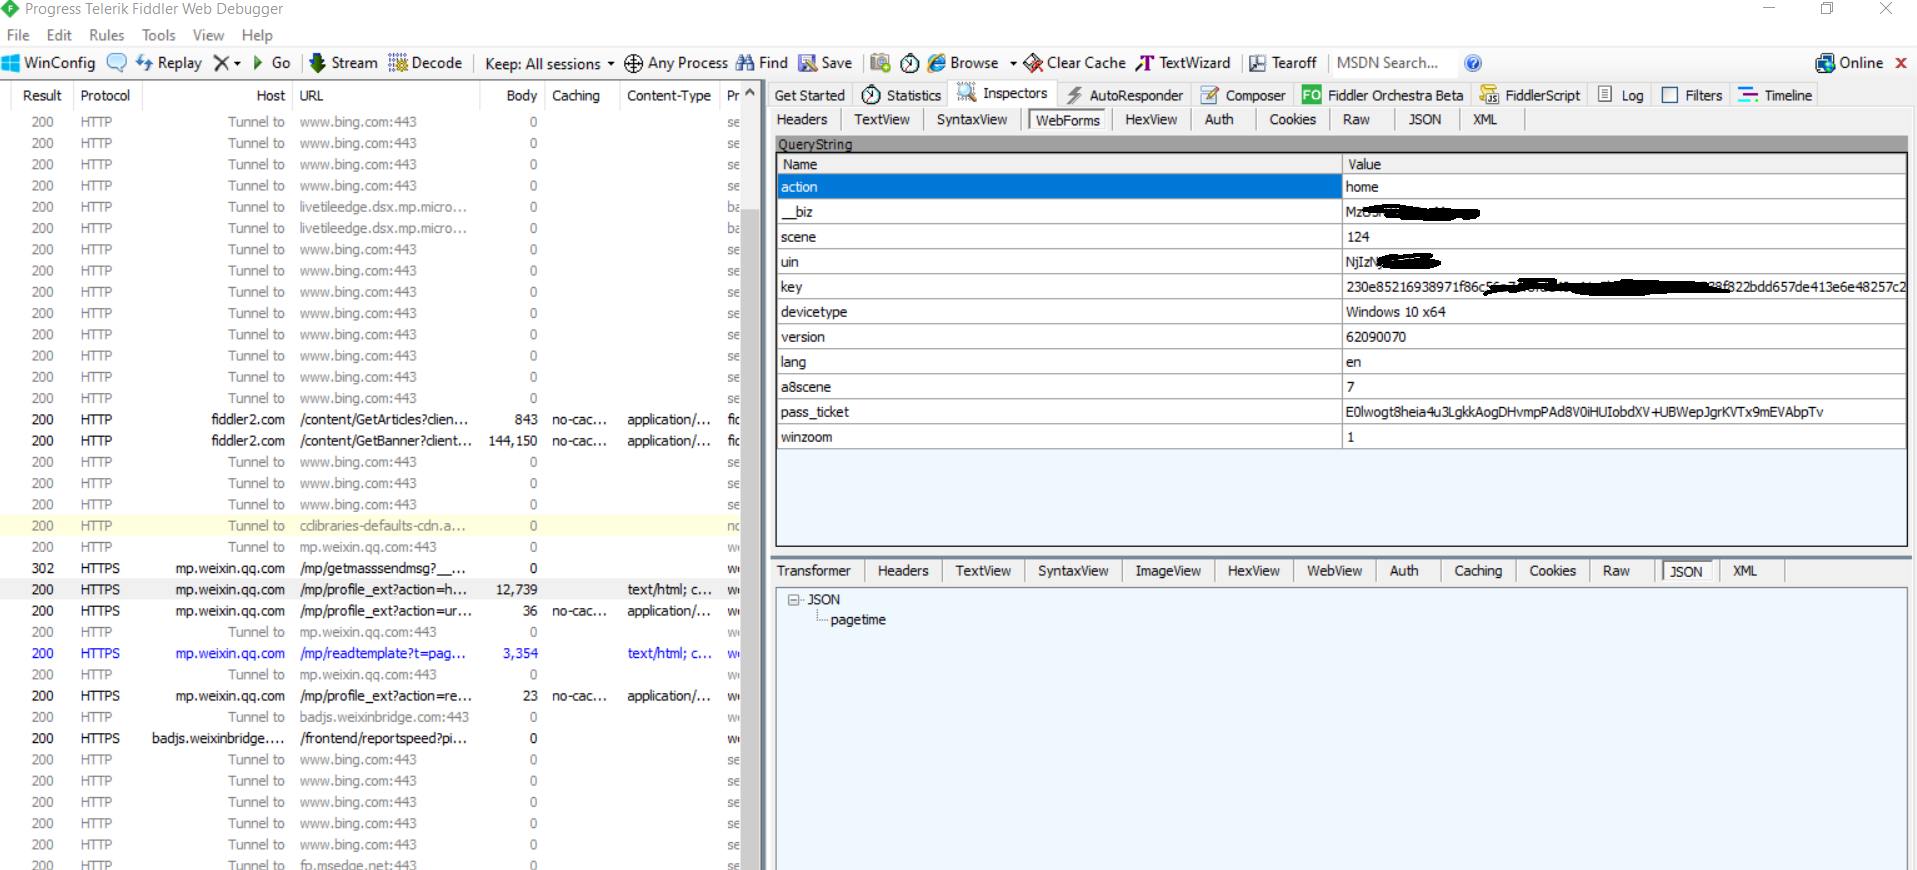 Progress Telerik Fiddler Web Debugger
File Edit Rules Tools View Help
WinConfig Replay Go Stream Decode Keep: All sessions Any Process Find Save Browse Clear Cache TextWizard Tearoff MSDN Search... Online
Result Protocol Host URL Body Caching Content-Type Pr
200 HTTP Tunnel to www.bing.com:443 0 se
200 HTTP Tunnel to www.bing.com:443 0 se
200 HTTP Tunnel to www.bing.com:443 0 se
200 HTTP Tunnel to www.bing.com:443 0 se
200 HTTP Tunnel to livetileedge.dsx.mp.micro... 0 ba
200 HTTP Tunnel to livetileedge.dsx.mp.micro... 0 ba
200 HTTP Tunnel to www.bing.com:443 0 se
200 HTTP Tunnel to www.bing.com:443 0 se
200 HTTP Tunnel to www.bing.com:443 0 se
200 HTTP Tunnel to www.bing.com:443 0 se
200 HTTP Tunnel to www.bing.com:443 0 se
200 HTTP Tunnel to www.bing.com:443 0 se
200 HTTP Tunnel to www.bing.com:443 0 se
200 HTTP Tunnel to www.bing.com:443 0 se
200 HTTP fiddler2.com /content/GetArticles?clien... 843 no-cac... application/... fic
200 HTTP fiddler2.com /content/GetBanner?client... 144,150 no-cac... application/... fic
200 HTTP Tunnel to www.bing.com:443 0 se
200 HTTP Tunnel to www.bing.com:443 0 se
200 HTTP Tunnel to www.bing.com:443 0 se
200 HTTP Tunnel to cclibraries-defaults-cdn.a... 0 nc
200 HTTP Tunnel to mp.weixin.qq.com:443 0 we
302 HTTPS mp.weixin.qq.com /mp/getmasssendmsg?__... 0 we
200 HTTPS mp.weixin.qq.com /mp/profile_ext?action=h... 12,739 text/html; c... we
200 HTTPS mp.weixin.qq.com /mp/profile_ext?action=ur... 36 no-cac... application/... we
200 HTTP Tunnel to mp.weixin.qq.com:443 0 we
200 HTTPS mp.weixin.qq.com /mp/readtemplate?t=pag... 3,354 text/html; c... we
200 HTTP Tunnel to mp.weixin.qq.com:443 0 we
200 HTTPS mp.weixin.qq.com /mp/profile_ext?action=re... 23 no-cac... application/... we
200 HTTP Tunnel to badjs.weixinbridge.com:443 0 we
200 HTTPS badjs.weixinbridge.... /frontend/reportspeed?pi... 0 we
200 HTTP Tunnel to www.bing.com:443 0 se
200 HTTP Tunnel to www.bing.com:443 0 se
200 HTTP Tunnel to www.bing.com:443 0 se
200 HTTP Tunnel to www.bing.com:443 0 se
200 HTTP Tunnel to www.bing.com:443 0 se
200 HTTP Tunnel to fp.msedge.net:443 0 se
Get Started Statistics Inspectors AutoResponder Composer FO Fiddler Orchestra Beta FiddlerScript Log Filters Timeline
Headers TextView SyntaxView WebForms HexView Auth Cookies Raw JSON XML
QueryString
Name Value
action home
__biz
scene 124
uin
key
devicetype Windows 10 x64
version 62090070
lang en
a8scene 7
pass_ticket E0lwogt8heia4u3LgkkAogDHvmpPAd8V0iHUIobdXV+UBWepJgrKVTx9mEVAbpTv
winzoom 1
Transformer Headers TextView SyntaxView ImageView HexView WebView Auth Caching Cookies Raw JSON XML
JSON
pagetime